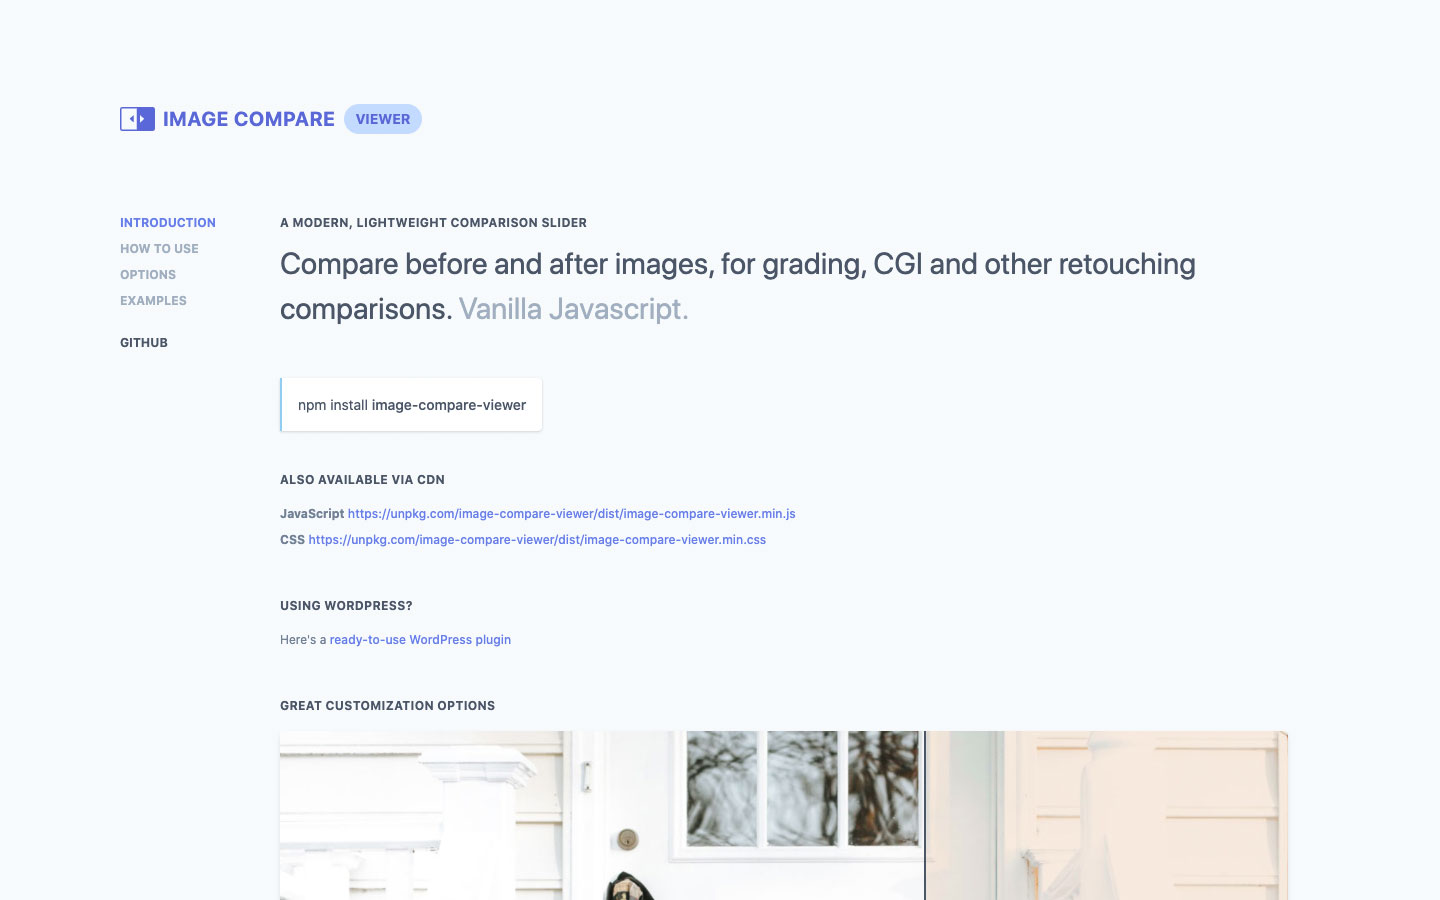 IMAGE COMPARE VIEWER
INTRODUCTION
HOW TO USE
OPTIONS
EXAMPLES
GITHUB
A MODERN, LIGHTWEIGHT COMPARISON SLIDER
Compare before and after images, for grading, CGI and other retouching
comparisons. Vanilla Javascript.
npm install image-compare-viewer
ALSO AVAILABLE VIA CDN
JavaScript https://unpkg.com/image-compare-viewer/dist/image-compare-viewer.min.js
CSS https://unpkg.com/image-compare-viewer/dist/image-compare-viewer.min.css
USING WORDPRESS?
Here's a ready-to-use WordPress plugin
GREAT CUSTOMIZATION OPTIONS